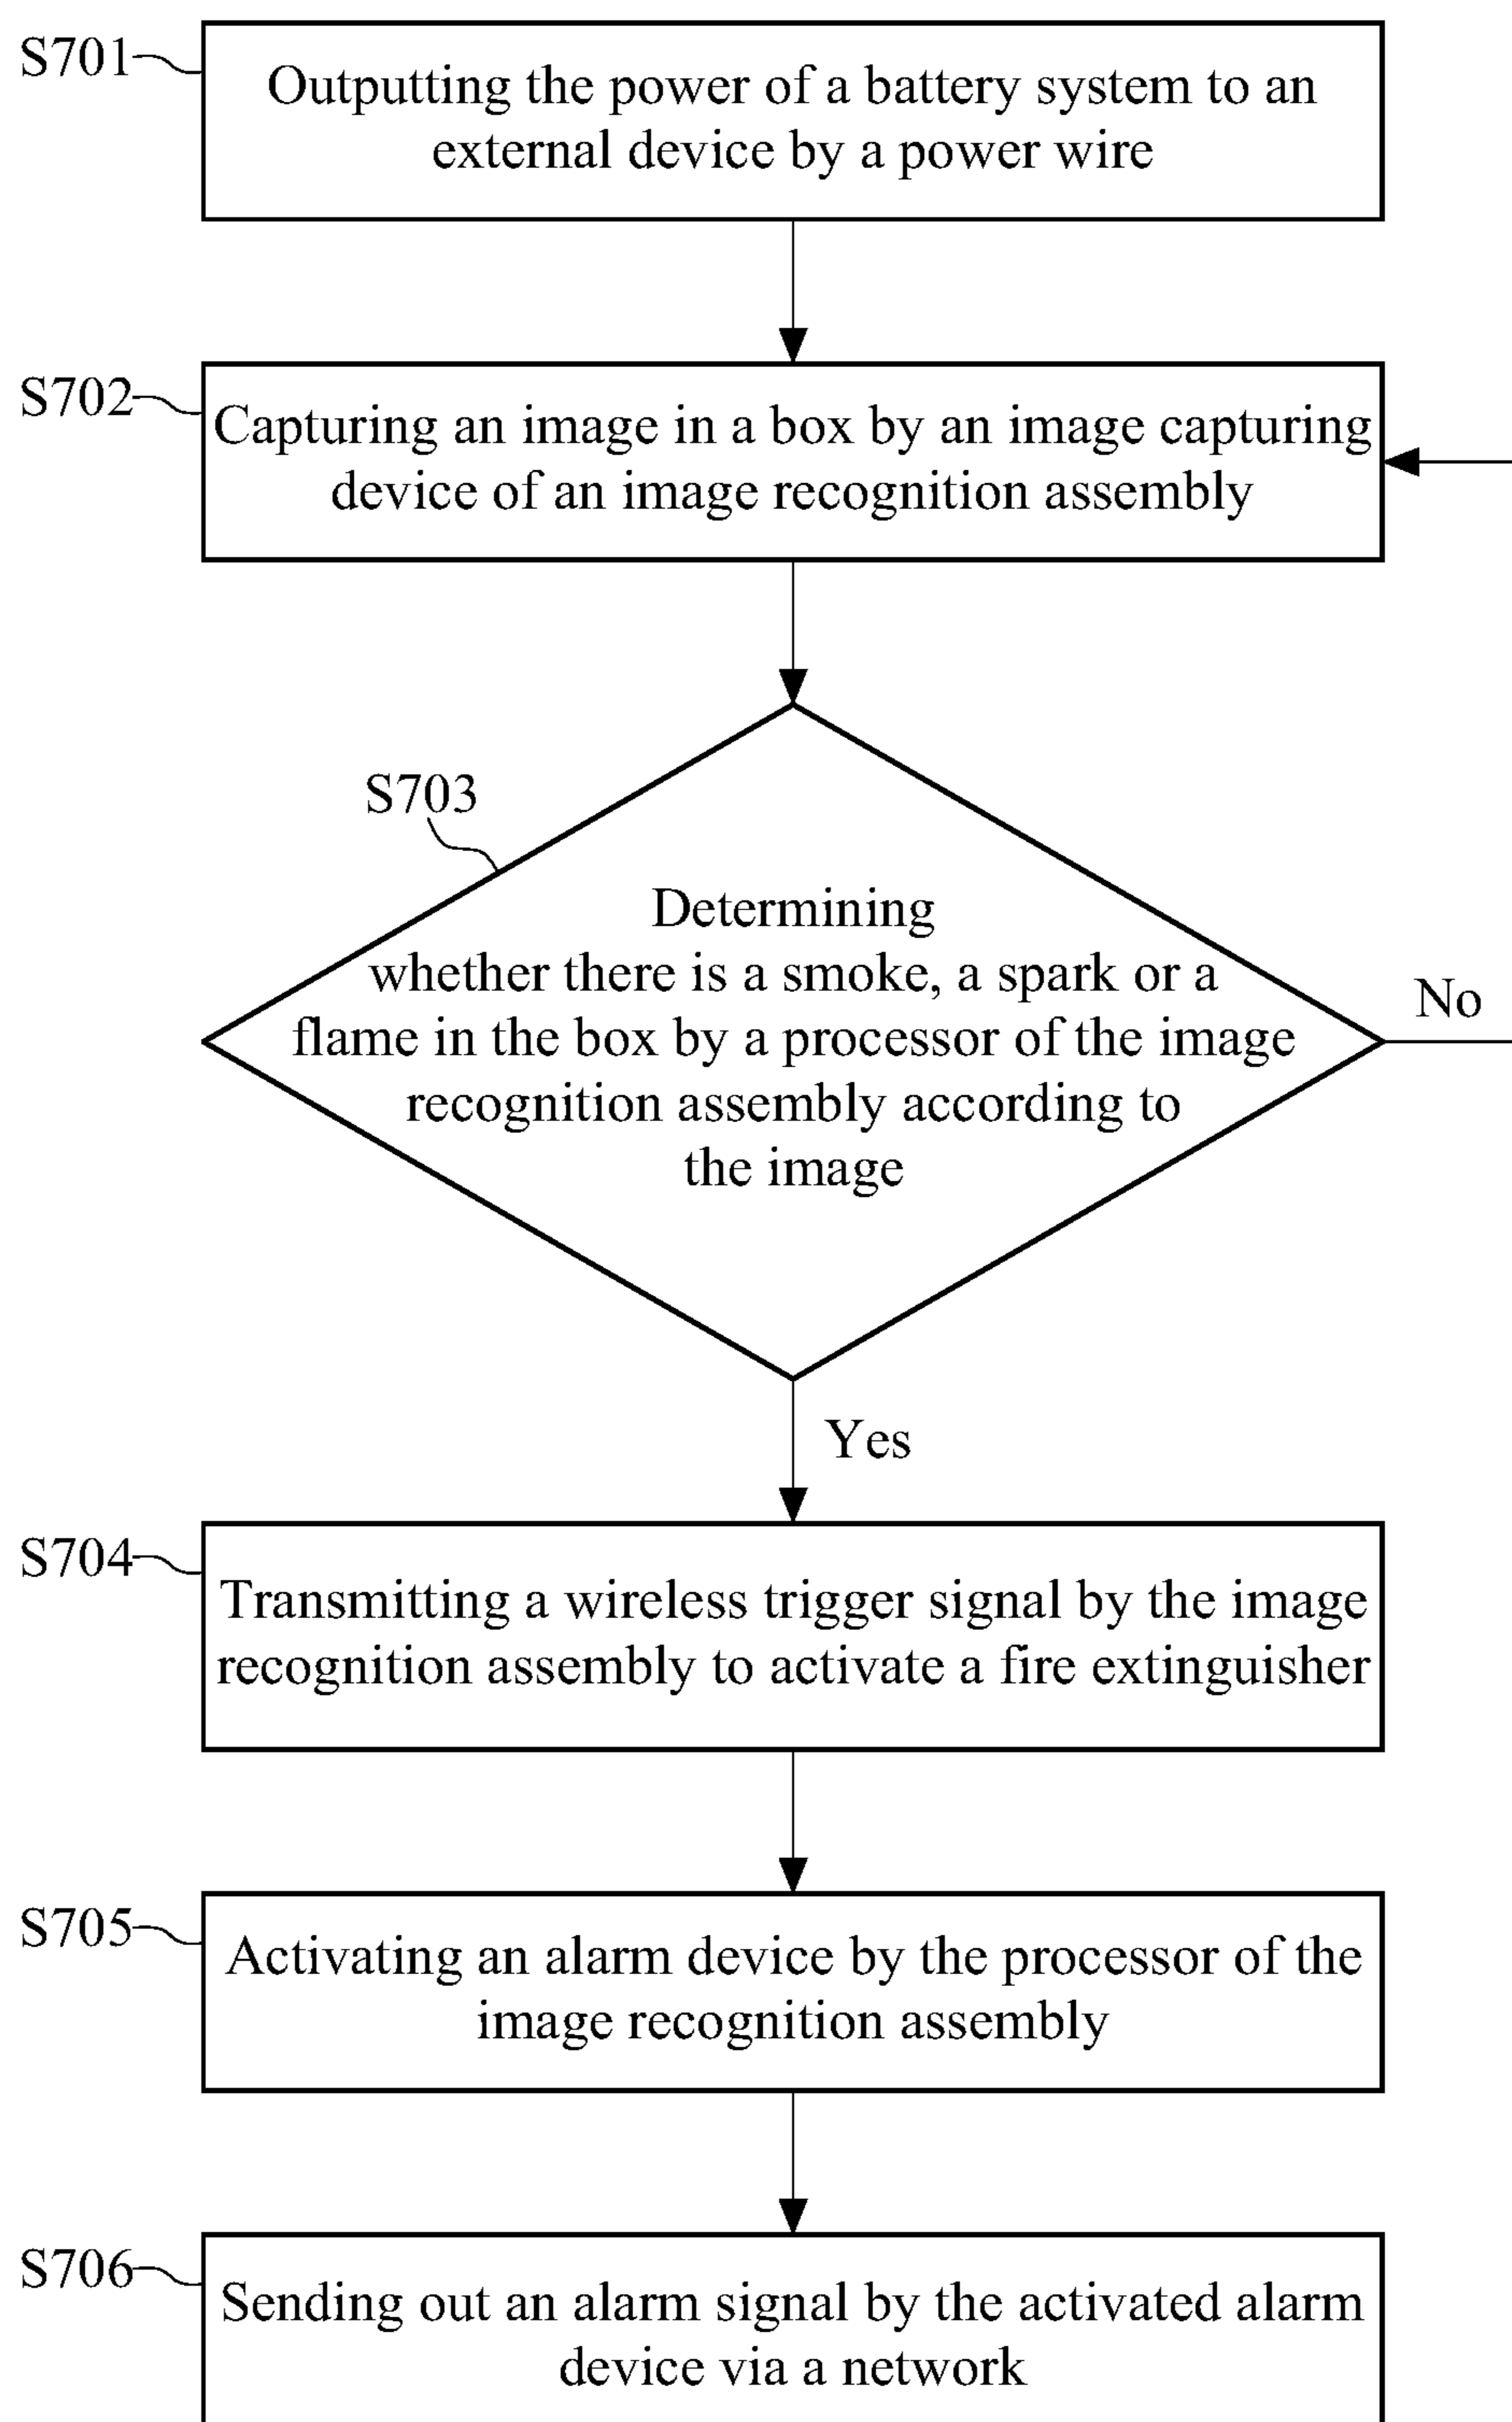 S701
Outputting the power of a battery system to an
external device by a power wire
S702
Capturing an image in a box by an image capturing
device of an image recognition assembly
S703
Determining
whether there is a smoke, a spark or a
flame in the box by a processor of the image
recognition assembly according to
the image
No
Yes
S704
Transmitting a wireless trigger signal by the image
recognition assembly to activate a fire extinguisher
S705
Activating an alarm device by the processor of the
image recognition assembly
S706
Sending out an alarm signal by the activated alarm
device via a network